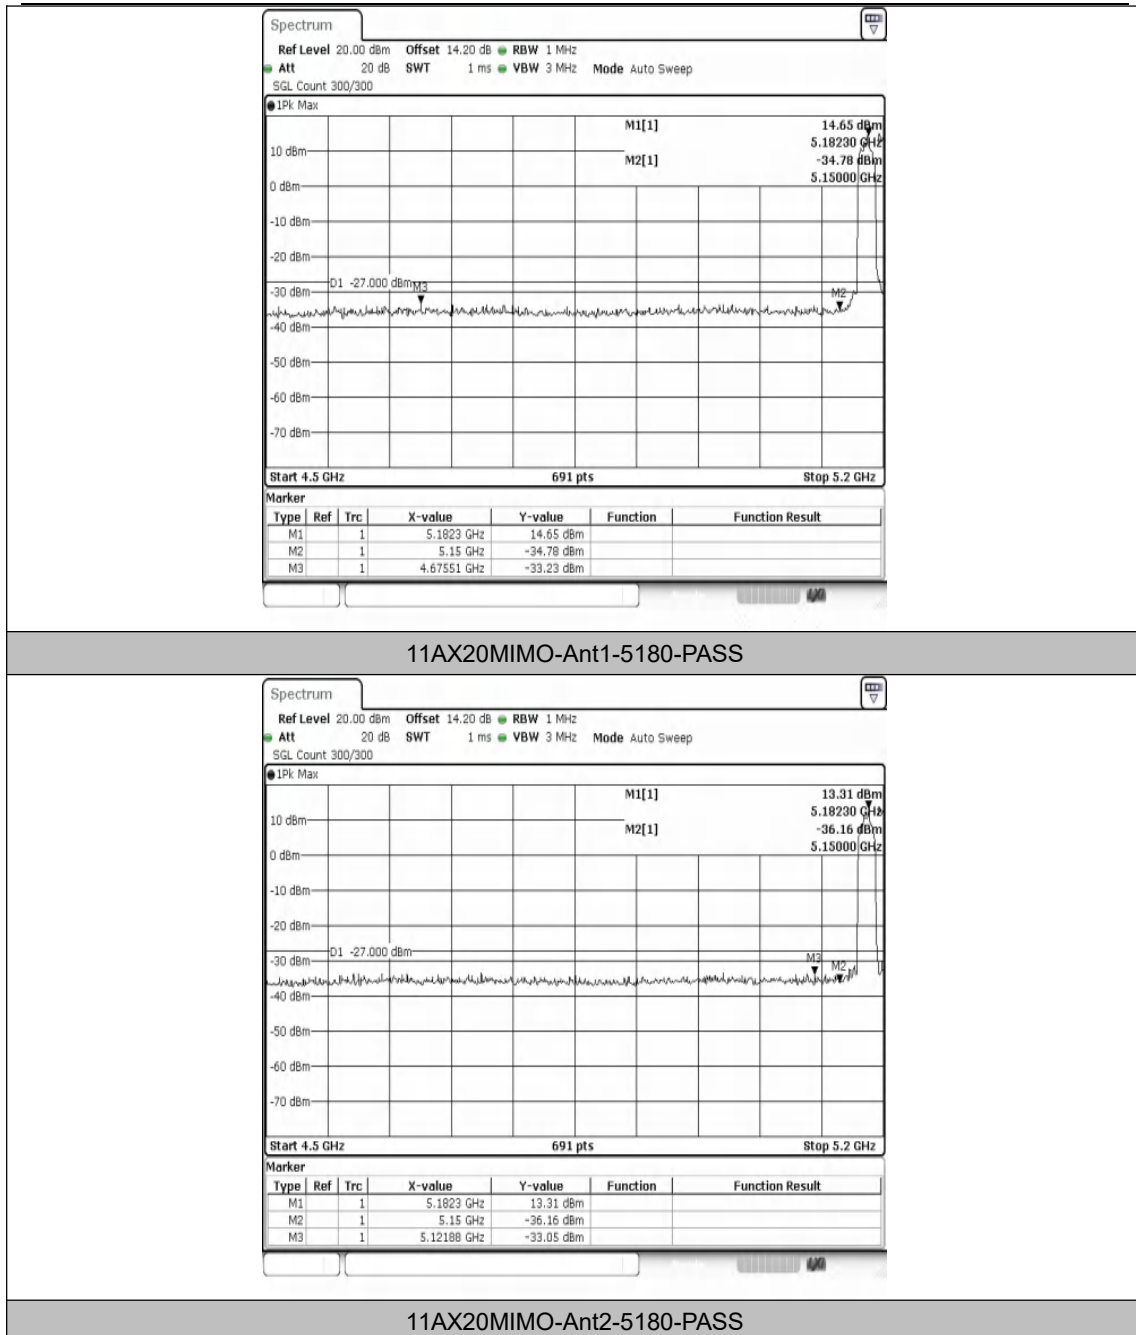 Spectrum
Ref Level 20.00 dBm Offset 14.20 dB RBW 1 MHz
Att 20 dB SWT 1 ms VBW 3 MHz Mode Auto Sweep
SGL Count 300/300
1Pk Max
M1[1] 14.65 dBm
5.18230 GHz
10 dBm
M2[1] -34.78 dBm
5.15000 GHz
0 dBm
-10 dBm
-20 dBm
D1 -27.000 dBm
M3
-30 dBm
M2
-40 dBm
-50 dBm
-60 dBm
-70 dBm
Start 4.5 GHz 691 pts Stop 5.2 GHz
Marker
Type Ref Trc X-value Y-value Function Function Result
M1 1 5.1823 GHz 14.65 dBm
M2 1 5.15 GHz -34.78 dBm
M3 1 4.67551 GHz -33.23 dBm
11AX20MIMO-Ant1-5180-PASS
Spectrum
Ref Level 20.00 dBm Offset 14.20 dB RBW 1 MHz
Att 20 dB SWT 1 ms VBW 3 MHz Mode Auto Sweep
SGL Count 300/300
1Pk Max
M1[1] 13.31 dBm
5.18230 GHz
10 dBm
M2[1] -36.16 dBm
5.15000 GHz
0 dBm
-10 dBm
-20 dBm
D1 -27.000 dBm
-30 dBm
M3
M2
-40 dBm
-50 dBm
-60 dBm
-70 dBm
Start 4.5 GHz 691 pts Stop 5.2 GHz
Marker
Type Ref Trc X-value Y-value Function Function Result
M1 1 5.1823 GHz 13.31 dBm
M2 1 5.15 GHz -36.16 dBm
M3 1 5.12188 GHz -33.05 dBm
11AX20MIMO-Ant2-5180-PASS